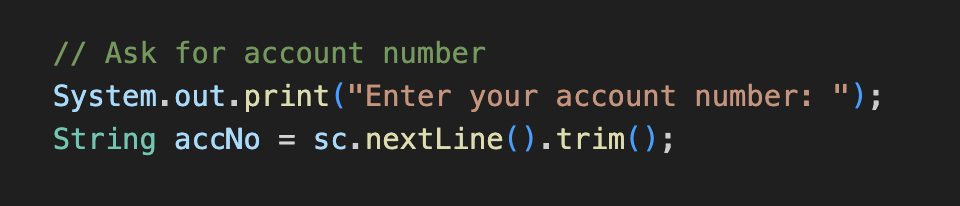 // Ask for account number
System.out.print("Enter your account number: ");
String accNo = sc.nextLine().trim();